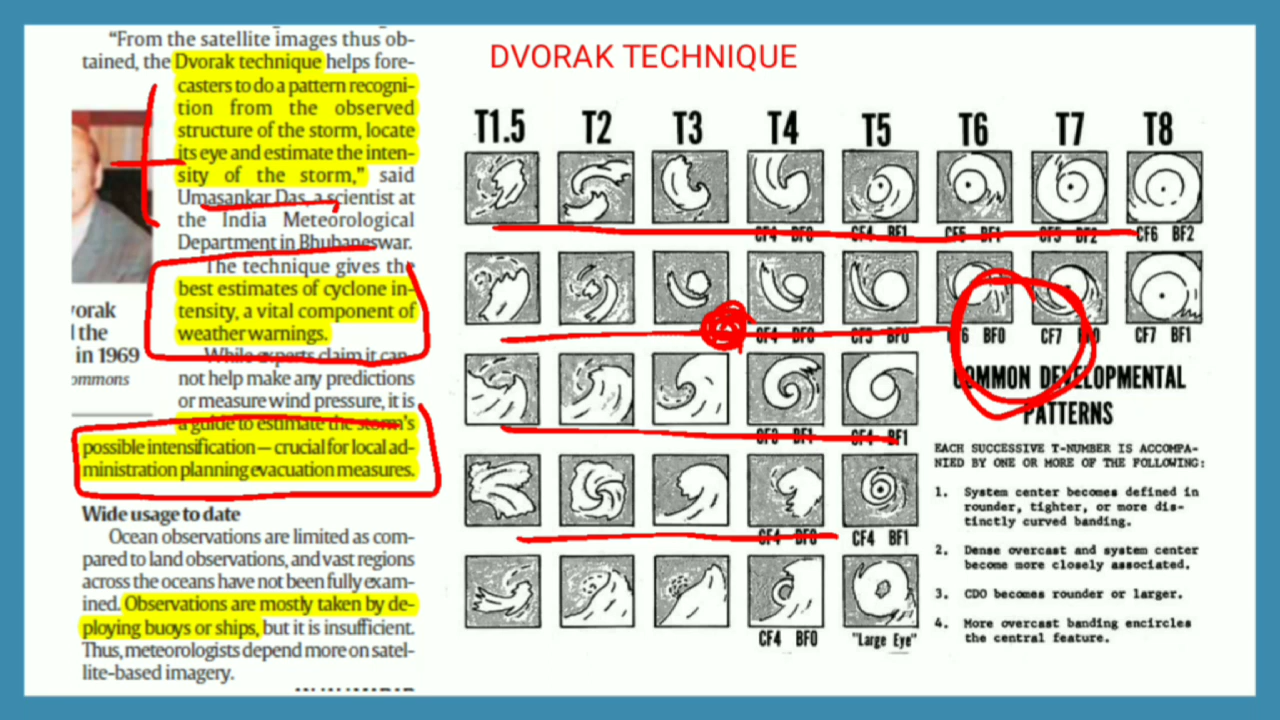 "From the satellite images thus ob-
tained, the Dvorak technique helps fore-
casters to do a pattern recogni-
tion from the observed
structure of the storm, locate
its eye and estimate the inten-
sity of the storm," said
Umasankar Das, a scientist at
the India Meteorological
Department in Bhubaneswar.
The technique gives the
best estimates of cyclone in-
tensity, a vital component of
weather warnings.
While experts claim it can-
not help make any predictions
or measure wind pressure, it is
a guide to estimate the storm's
possible intensification — crucial for local ad-
ministration planning evacuation measures.
vorak
l the
in 1969
ommons
Wide usage to date
Ocean observations are limited as com-
pared to land observations, and vast regions
across the oceans have not been fully exam-
ined. Observations are mostly taken by de-
ploying buoys or ships, but it is insufficient.
Thus, meteorologists depend more on satel-
lite-based imagery.
DVORAK TECHNIQUE
T1.5 T2 T3 T4 T5 T6 T7 T8
CF4 BF0 CF4 BF1 CF5 BF1 CF5 BF2 CF6 BF2
CF4 BF0 CF5 BF0 F6 BF0 CF7 CF7 BF1
CF3 BF1 CF4 BF1
CF4 BF0 CF4 BF1
CF4 BF0 "Large Eye"
COMMON DEVELOPMENTAL
PATTERNS
EACH SUCCESSIVE T-NUMBER IS ACCOMPA-
NIED BY ONE OR MORE OF THE FOLLOWING:
1. System center becomes defined in
rounder, tighter, or more dis-
tinctly curved banding.
2. Dense overcast and system center
become more closely associated.
3. CDO becomes rounder or larger.
4. More overcast banding encircles
the central feature.